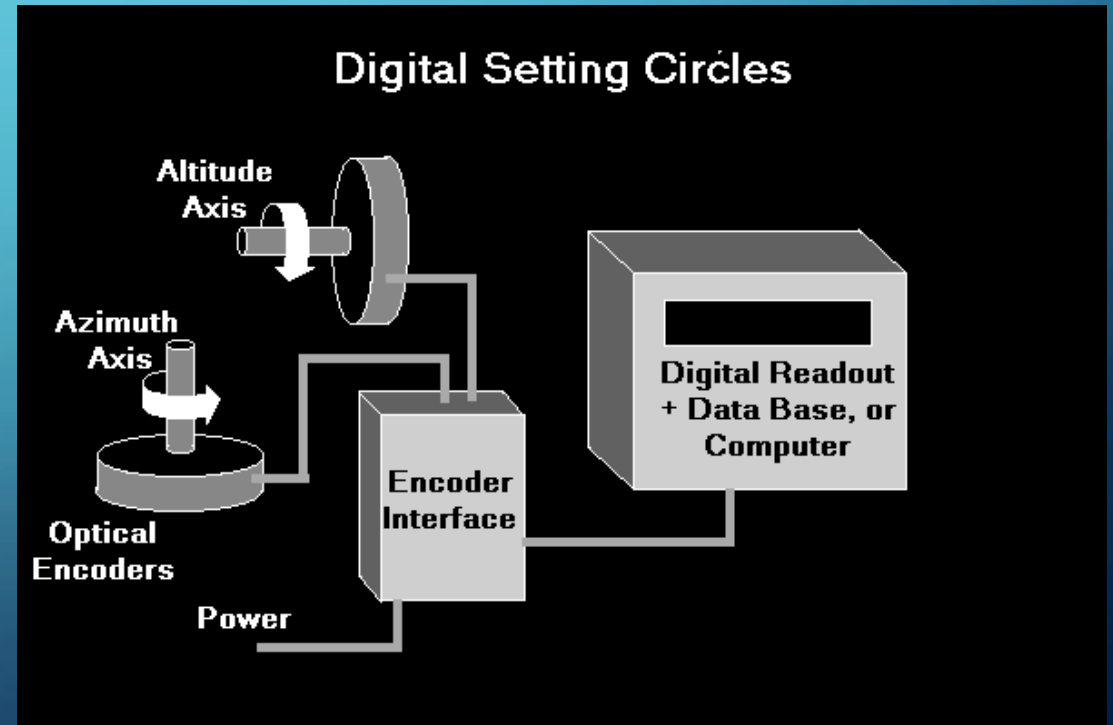 Digital Setting Circles
Altitude
Axis
Azimuth
Axis
Optical
Encoders
Power
Encoder
Interface
Digital Readout
+ Data Base, or
Computer